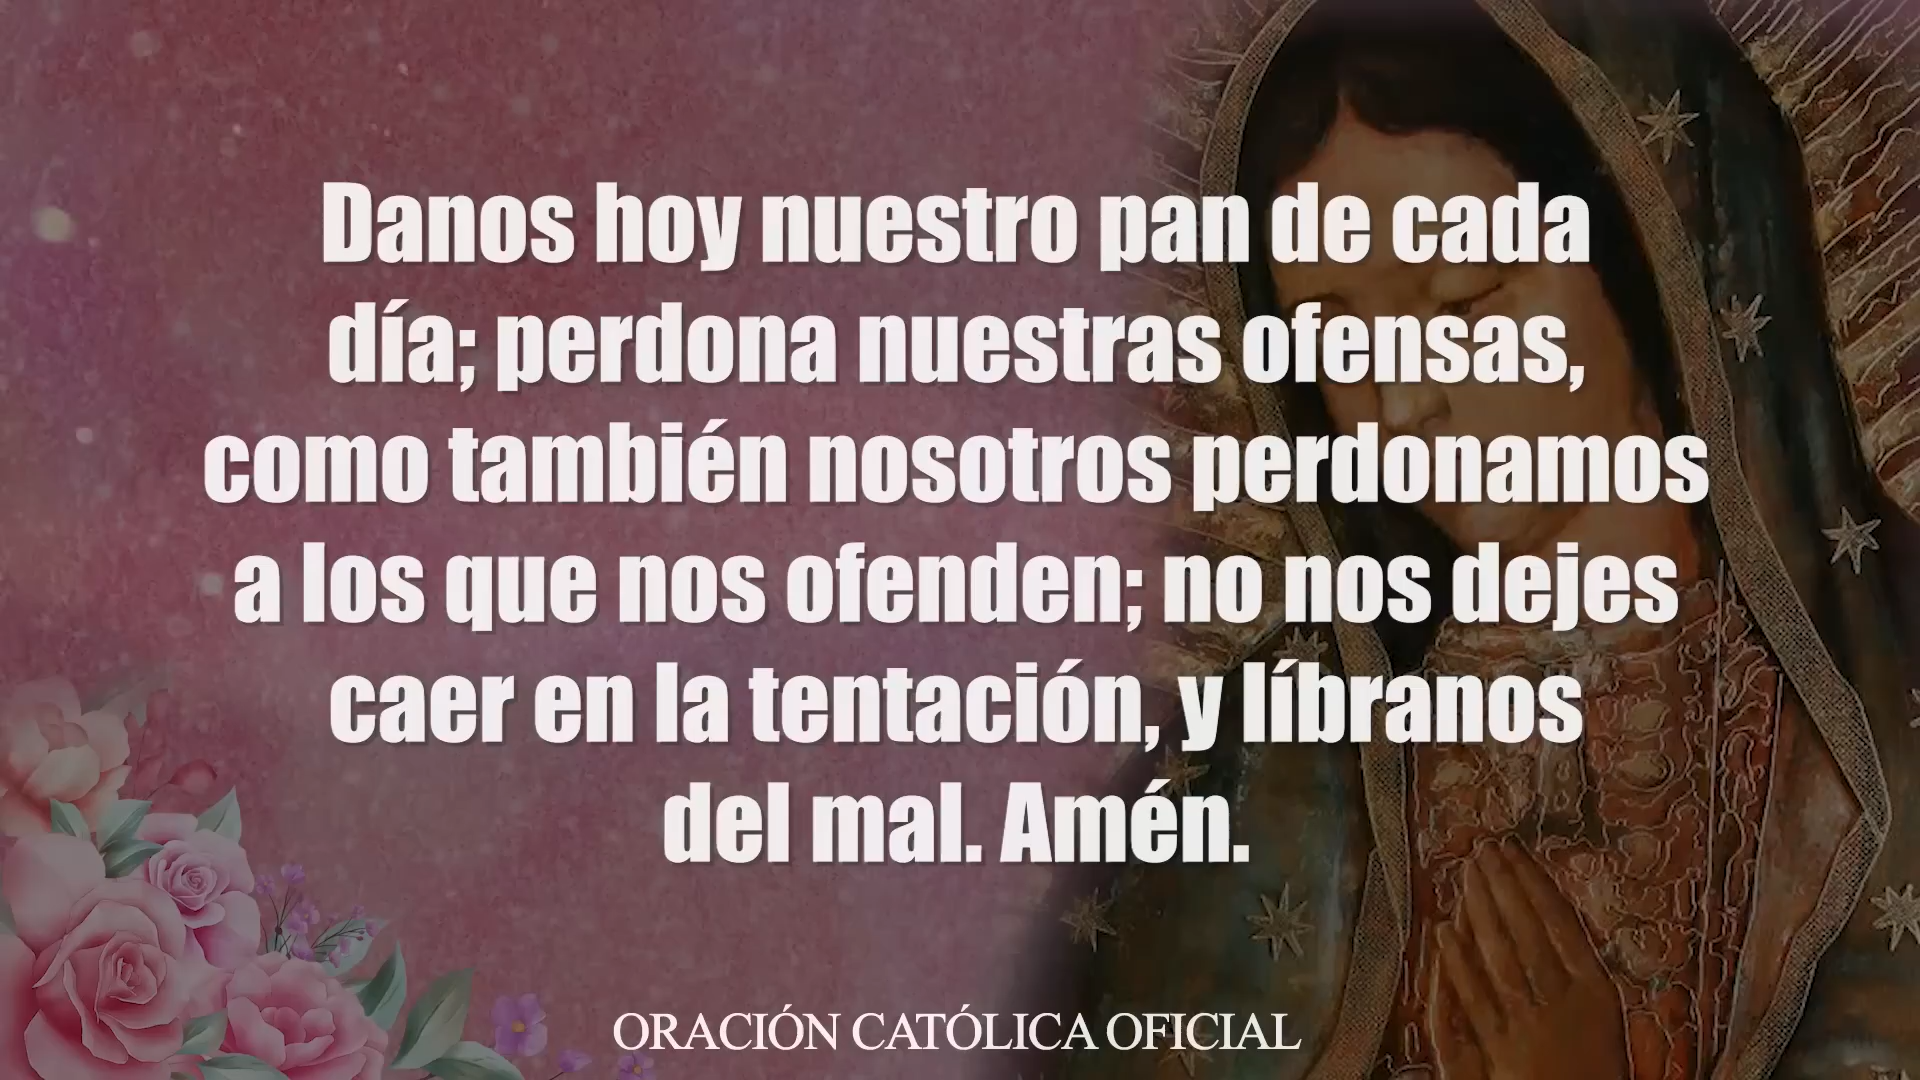 Danos hoy nuestro pan de cada
día; perdona nuestras ofensas,
como también nosotros perdonamos
a los que nos ofenden; no nos dejes
caer en la tentación, y líbranos
del mal. Amén.
ORACIÓN CATÓLICA OFICIAL